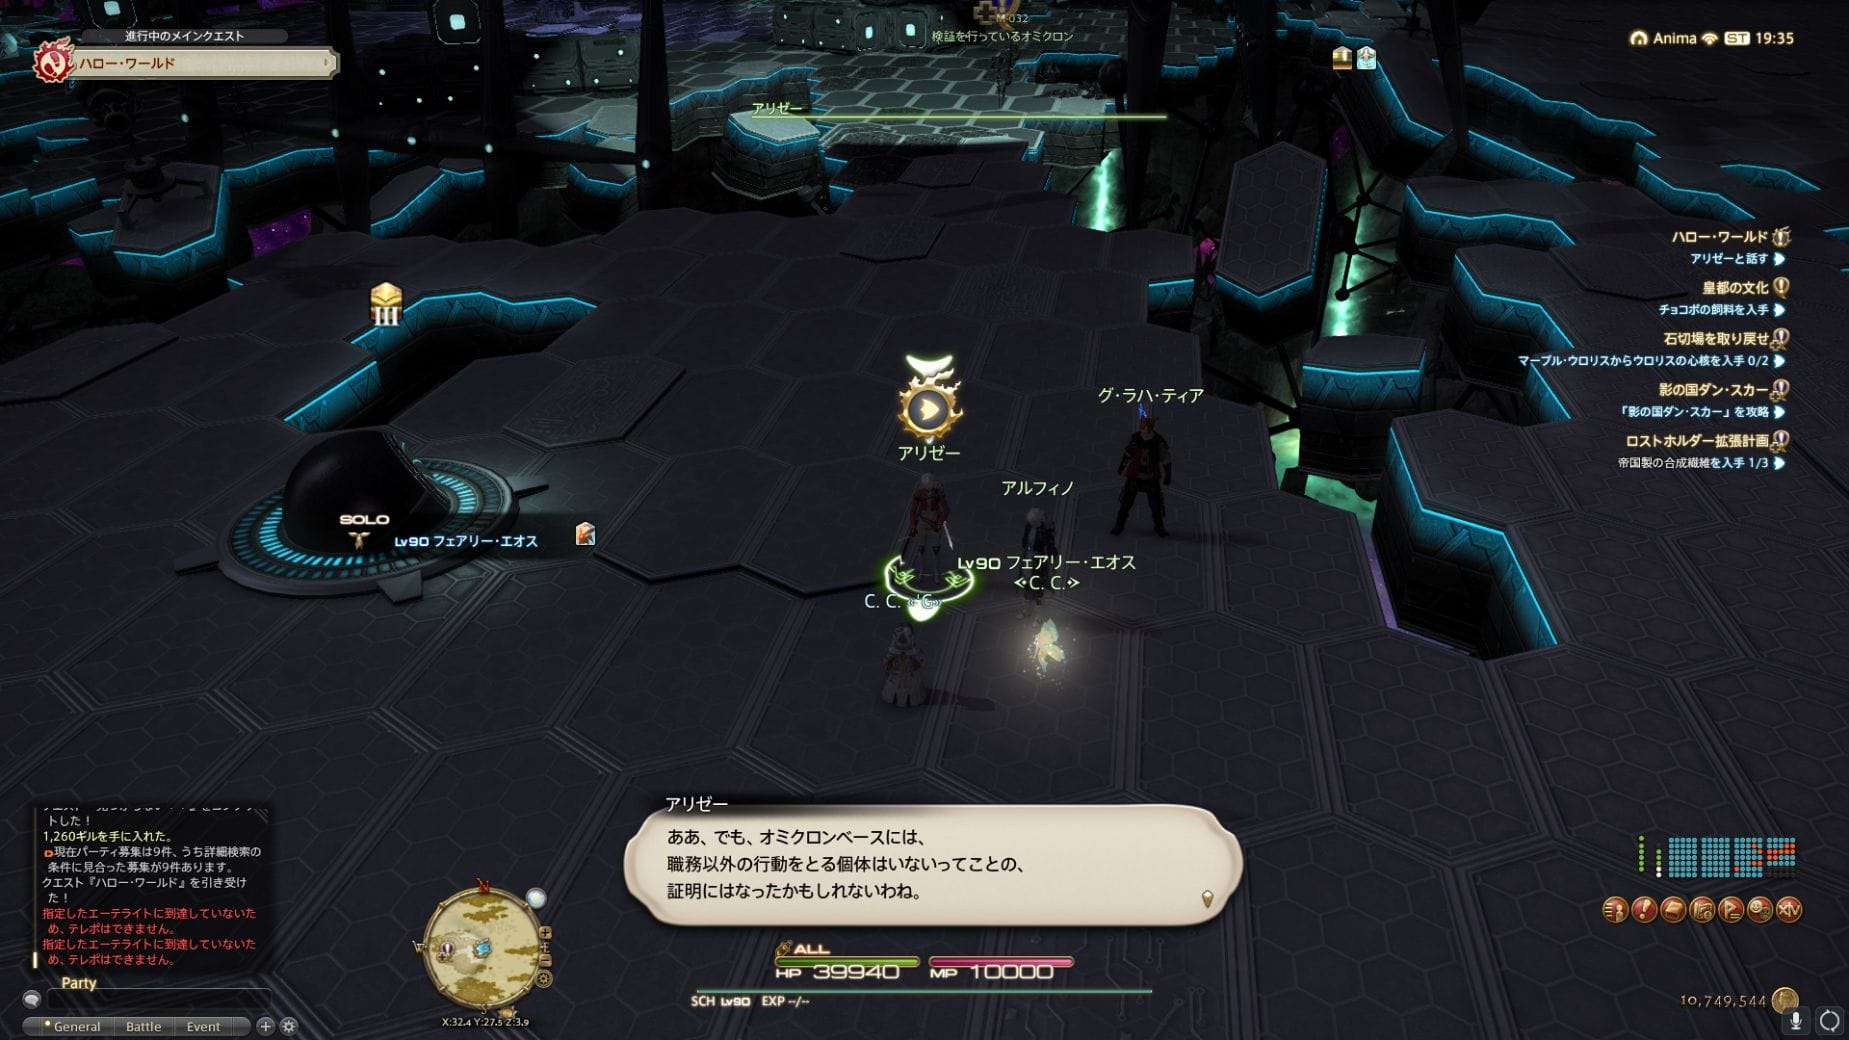 進行中のメインクエスト
ハロー・ワールド
M-032
検証を行っているオミクロン
Anima ST 19:35
アリゼー
ハロー・ワールド
アリゼーと話す
皇都の文化
チョコボの飼料を入手
石切場を取り戻せ
マーブル・ウロリスからウロリスの心核を入手 0/2
影の国ダン・スカー
「影の国ダン・スカー」を攻略
ロストホルダー拡張計画
帝国製の合成繊維を入手 1/3
III
アリゼー
グ・ラハ・ティア
アルフィノ
SOLO
Lv90 フェアリー・エオス
Lv90 フェアリー・エオス
«C. C.»
C. C. «'G»
アリゼー
ああ、でも、オミクロンベースには、
職務以外の行動をとる個体はいないってことの、
証明にはなったかもしれないわね。
トした！
1,260ギルを手に入れた。
現在パーティ募集は9件、うち詳細検索の
条件に見合った募集が9件あります。
クエスト『ハロー・ワールド』を引き受け
た！
指定したエーテライトに到達していないた
め、テレポはできません。
指定したエーテライトに到達していないた
め、テレポはできません。
Party
General Battle Event
X:32.4 Y:27.5 Z:3.9
ALL
HP 39940 MP 10000
SCH Lv90 EXP --/--
XIV
10,749,544